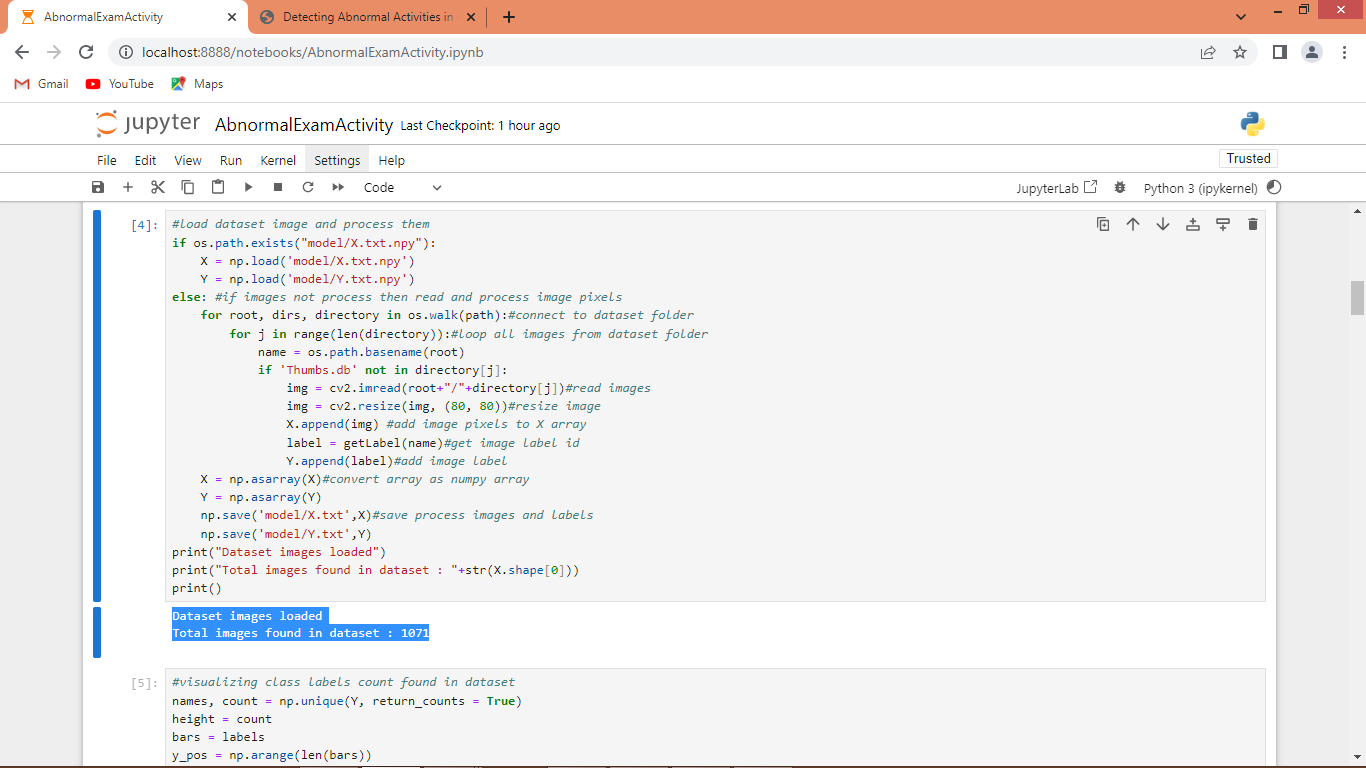 AbnormalExamActivity
Detecting Abnormal Activities in
localhost:8888/notebooks/AbnormalExamActivity.ipynb
Gmail
YouTube
Maps
jupyter AbnormalExamActivity Last Checkpoint: 1 hour ago
File Edit View Run Kernel Settings Help
Trusted
Code
JupyterLab
Python 3 (ipykernel)
[4]:
#load dataset image and process them
if os.path.exists("model/X.txt.npy"):
    X = np.load('model/X.txt.npy')
    Y = np.load('model/Y.txt.npy')
else: #if images not process then read and process image pixels
    for root, dirs, directory in os.walk(path):#connect to dataset folder
        for j in range(len(directory)):#loop all images from dataset folder
            name = os.path.basename(root)
            if 'Thumbs.db' not in directory[j]:
                img = cv2.imread(root+"/"+directory[j])#read images
                img = cv2.resize(img, (80, 80))#resize image
                X.append(img) #add image pixels to X array
                label = getLabel(name)#get image label id
                Y.append(label)#add image label
    X = np.asarray(X)#convert array as numpy array
    Y = np.asarray(Y)
    np.save('model/X.txt',X)#save process images and labels
    np.save('model/Y.txt',Y)
print("Dataset images loaded")
print("Total images found in dataset : "+str(X.shape[0]))
print()
Dataset images loaded
Total images found in dataset : 1071
[5]:
#visualizing class labels count found in dataset
names, count = np.unique(Y, return_counts = True)
height = count
bars = labels
y_pos = np.arange(len(bars))